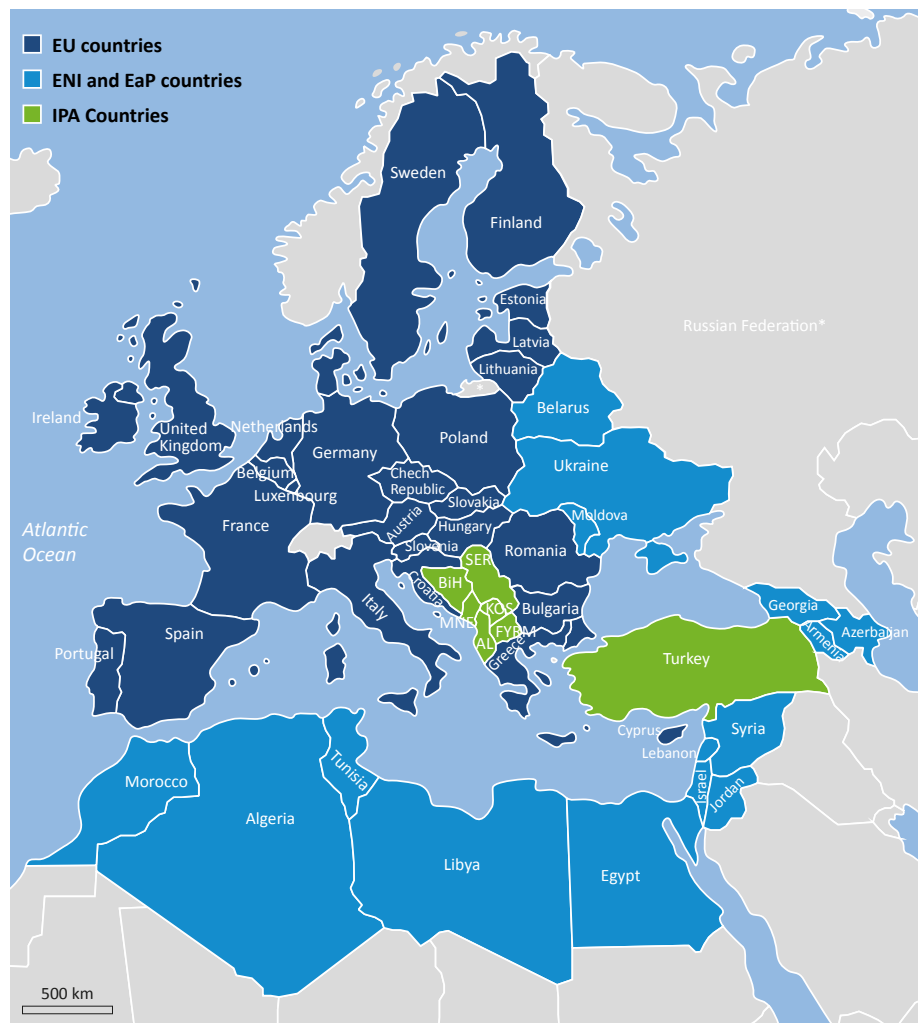 EU countries
ENI and EaP countries
IPA Countries
Sweden
Finland
Estonia
Russian Federation*
Latvia
Lithuania
Belarus
Ireland
United
Kingdom
Netherlands
Germany
Poland
Ukraine
Belgium
Chech
Republic
Luxenbourg
Slovakia
Moldova
France
Austria
Hungary
Atlantic
Ocean
Slovenia
Romania
SER
BiH
Croatia
Italy
KOS
Bulgaria
Georgia
MNE
FYRM
Armenia
Azerbaijan
Portugal
Spain
AL
Greece
Turkey
Cyprus
Syria
Lebanon
Morocco
Tunisia
Israel
Jordan
Algeria
Libya
Egypt
500 km